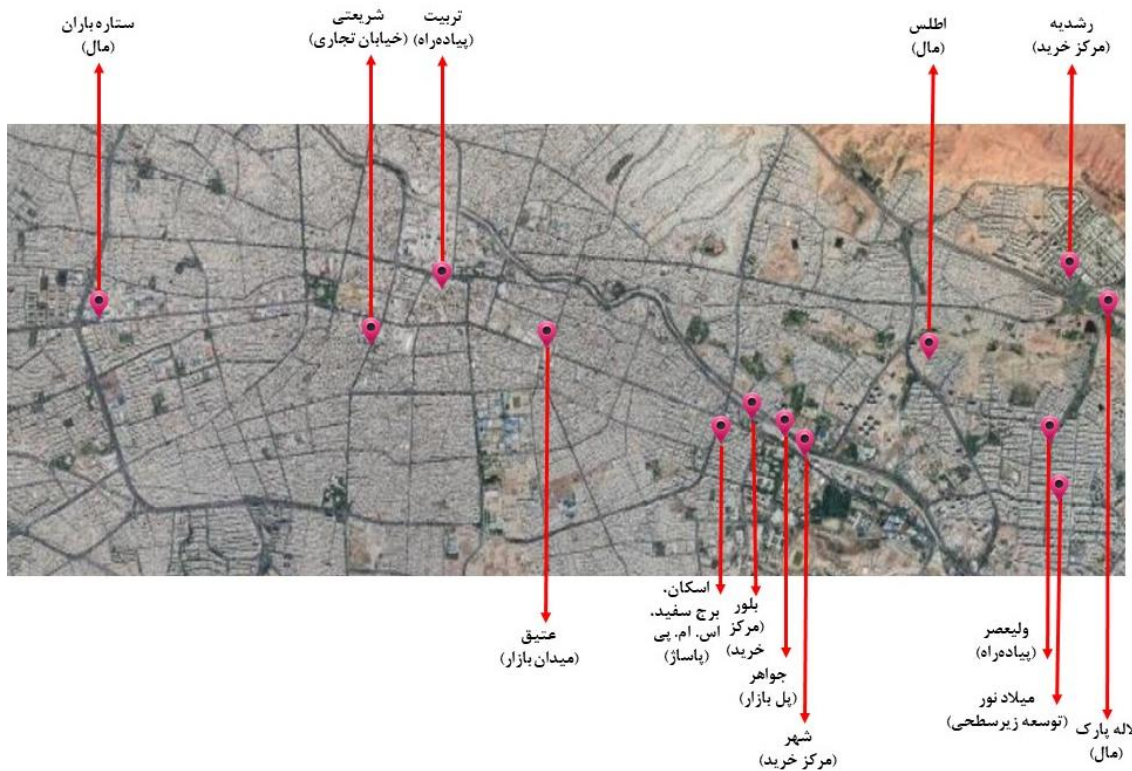 ستاره باران
(مال)
شریعتی
(خیابان تجاری)
تربیت
(پیاده‌راه)
اطلس
(مال)
رشدیه
(مرکز خرید)
عتیق
(میدان بازار)
اسکان،
برج سفید،
اس. ام. پی
(پاساژ)
بلور
(مرکز
خرید)
جواهر
(پل بازار)
شهر
(مرکز خرید)
ولیعصر
(پیاده‌راه)
میلاد نور
(توسعه زیرسطحی)
لاله پارک
(مال)